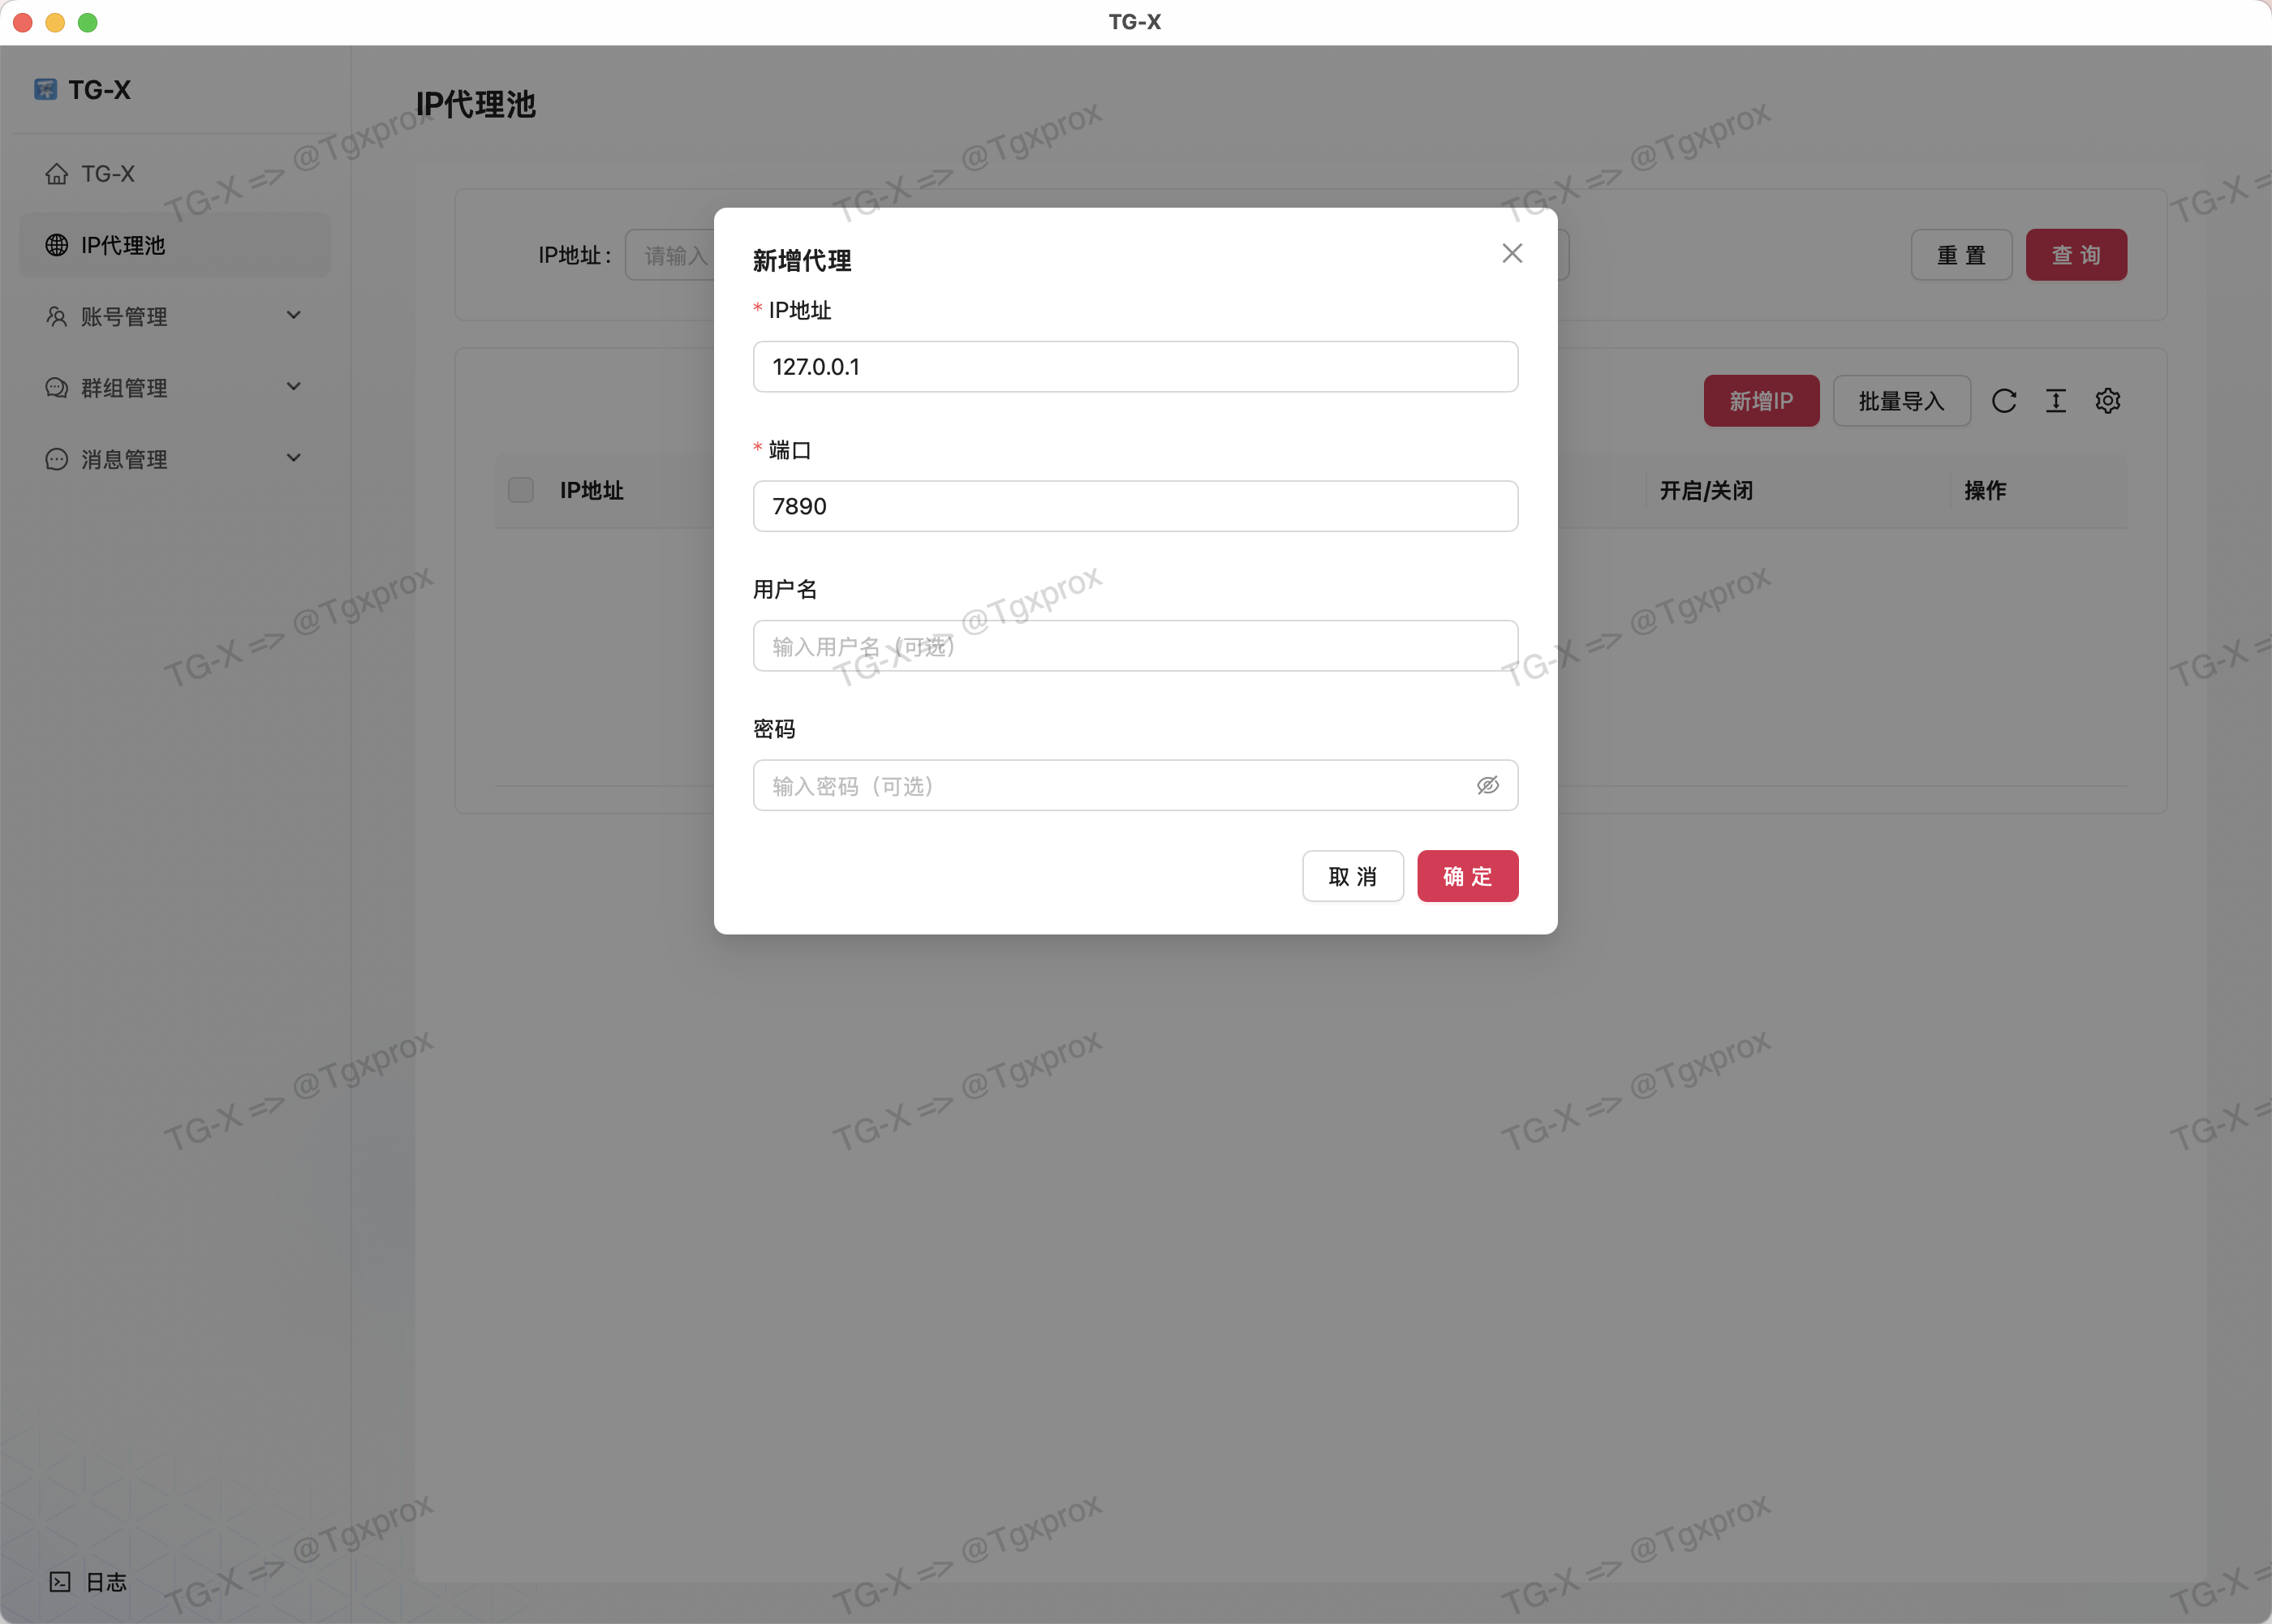 TG-X
TG-X
IP代理池
TG-X
IP代理池
账号管理
群组管理
消息管理
日志
IP地址:
请输入
重 置
查 询
新增IP
批量导入
IP地址
开启/关闭
操作
新增代理
* IP地址
127.0.0.1
* 端口
7890
用户名
输入用户名（可选）
密码
输入密码（可选）
取 消
确 定
TG-X => @Tgxprox
TG-X => @Tgxprox
TG-X => @Tgxprox
TG-X =>
TG-X => @Tgxprox
TG-X => @Tgxprox
TG-X => @Tgxprox
TG-X =>
TG-X => @Tgxprox
TG-X => @Tgxprox
TG-X => @Tgxprox
TG-X =>
TG-X => @Tgxprox
TG-X => @Tgxprox
TG-X => @Tgxprox
TG-X =>